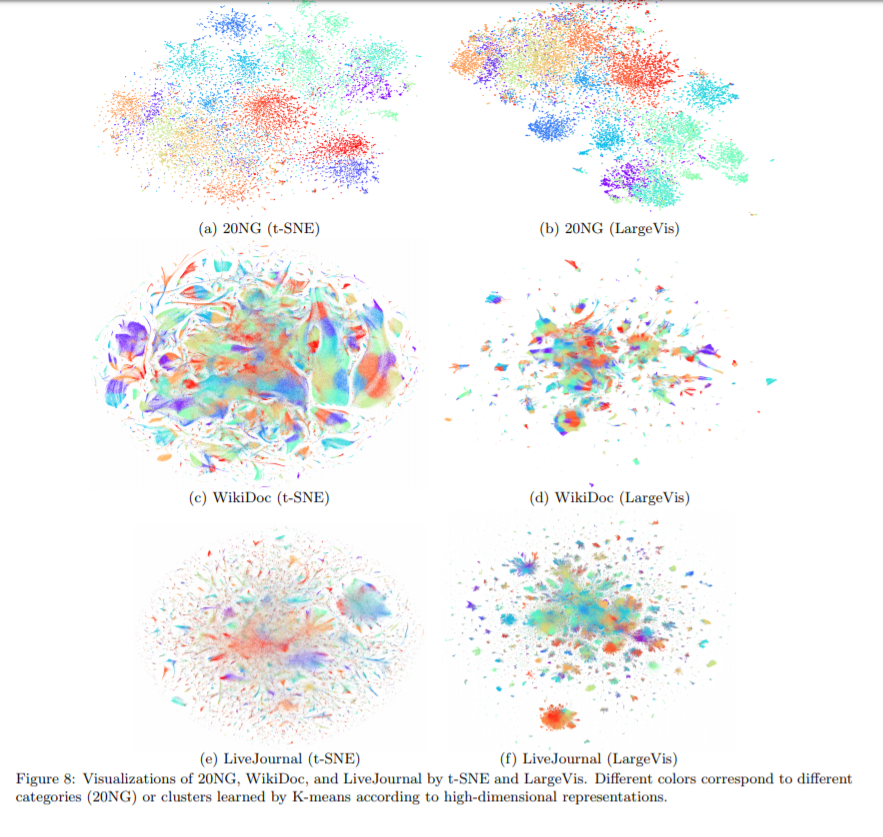 (a) 20NG (t-SNE)
(b) 20NG (LargeVis)
(c) WikiDoc (t-SNE)
(d) WikiDoc (LargeVis)
(e) LiveJournal (t-SNE)
(f) LiveJournal (LargeVis)
Figure 8: Visualizations of 20NG, WikiDoc, and LiveJournal by t-SNE and LargeVis. Different colors correspond to different
categories (20NG) or clusters learned by K-means according to high-dimensional representations.